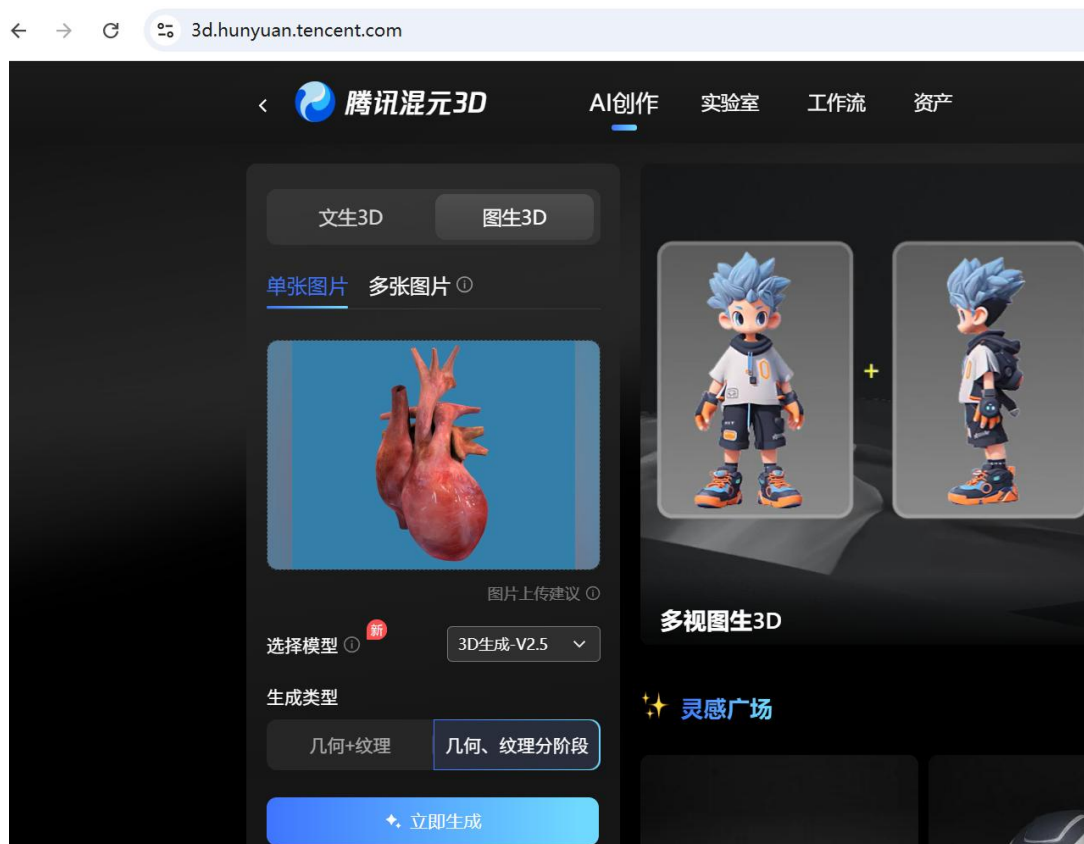 3d.hunyuan.tencent.com
腾讯混元3D
AI创作 实验室 工作流 资产
文生3D 图生3D
单张图片 多张图片
图片上传建议
选择模型 新 3D生成-V2.5
生成类型
几何+纹理 几何、纹理分阶段
立即生成
+
多视图生3D
灵感广场